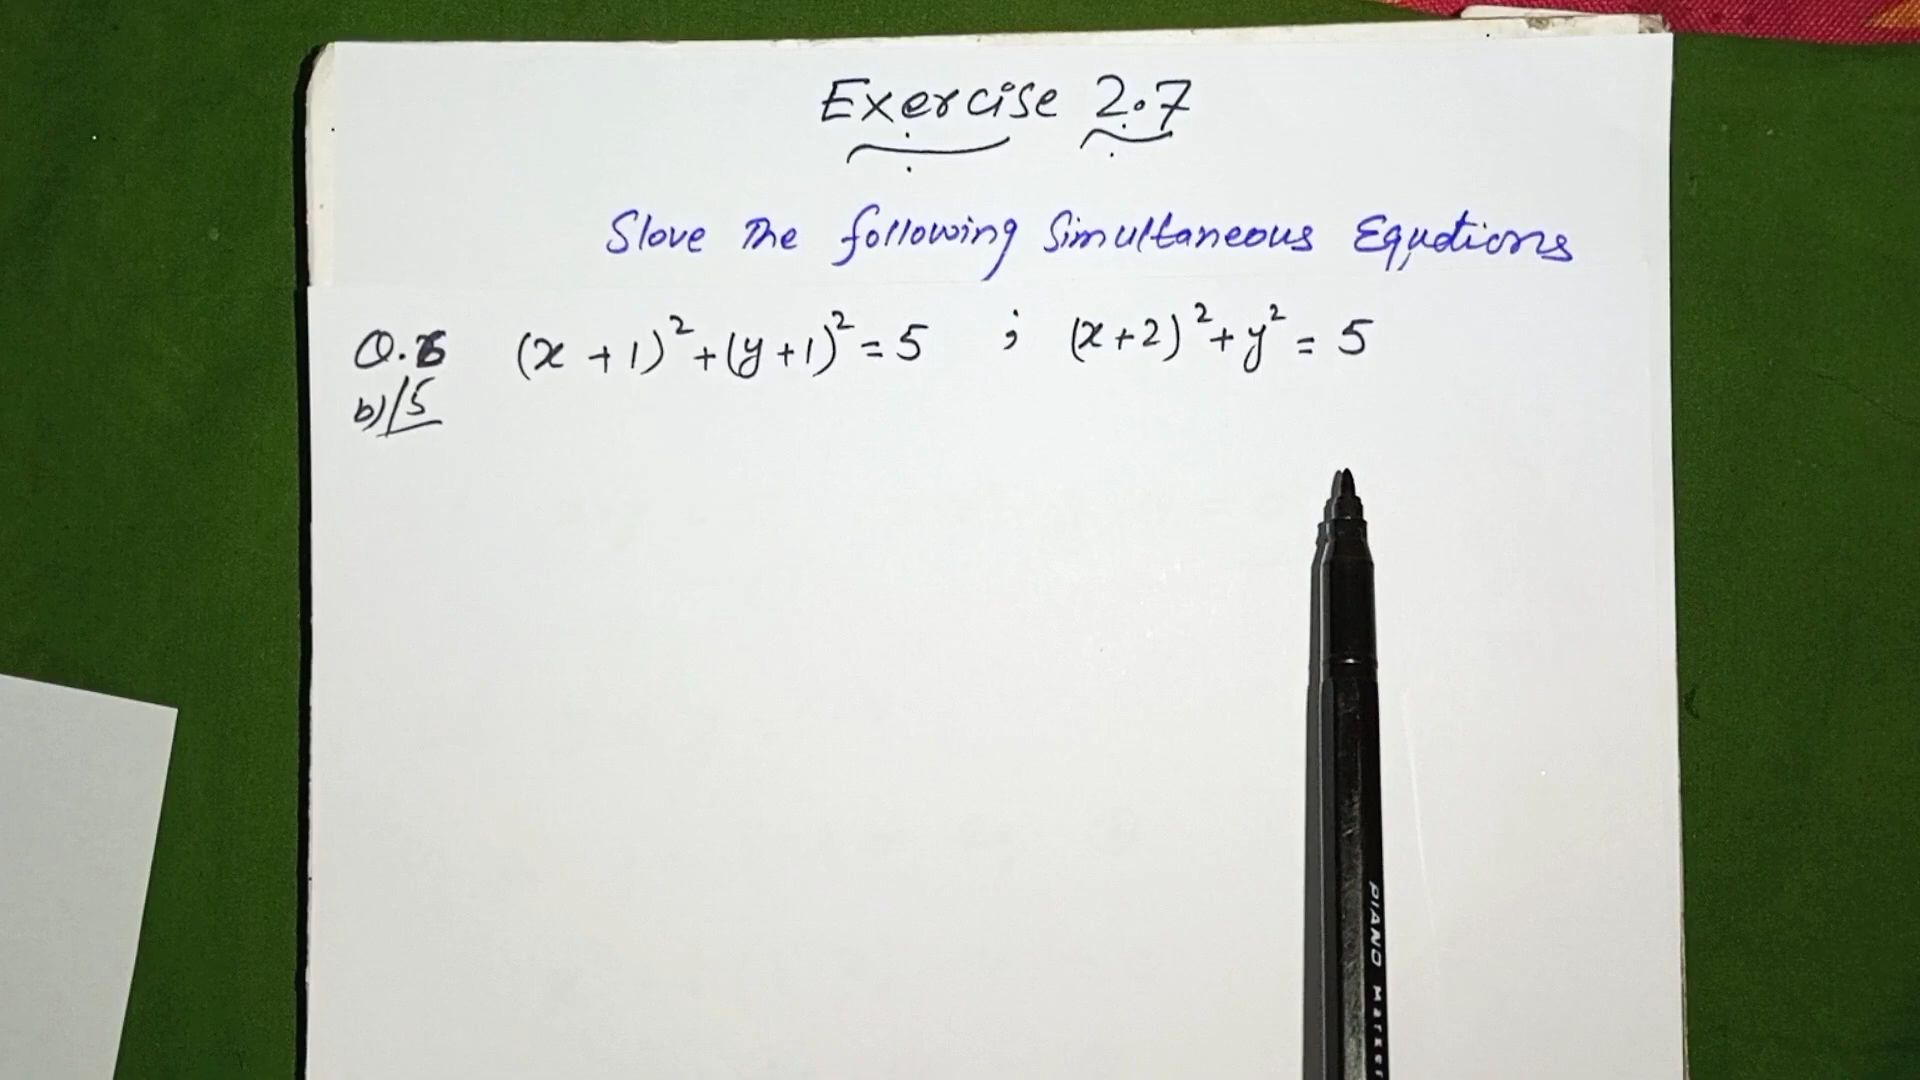 Exercise 2.7
Slove The following Simultaneous Equations
Q.6 (x+1)²+(y+1)²=5 ; (x+2)²+y²=5
b)/5
PIANO Marker